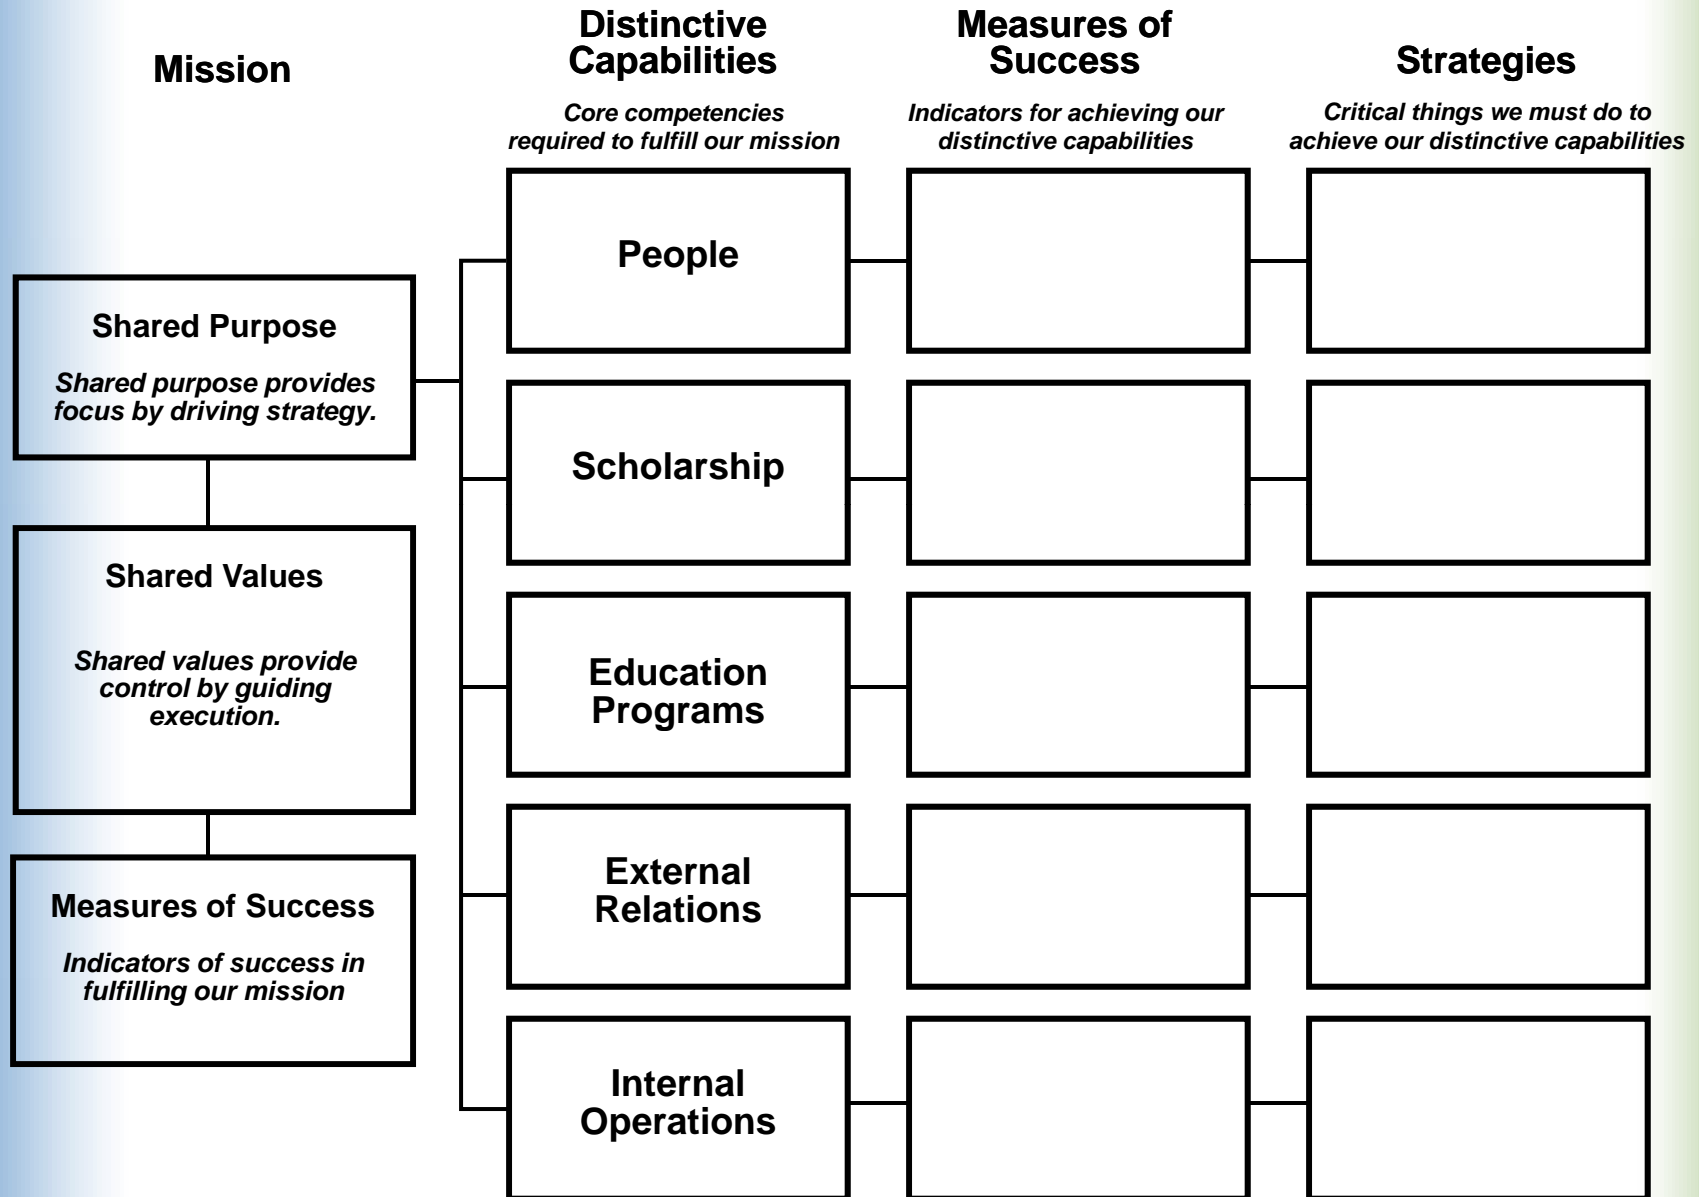 Mission
Distinctive
Capabilities
Core competencies
required to fulfill our mission
Measures of
Success
Indicators for achieving our
distinctive capabilities
Strategies
Critical things we must do to
achieve our distinctive capabilities
Shared Purpose
Shared purpose provides
focus by driving strategy.
Shared Values
Shared values provide
control by guiding
execution.
Measures of Success
Indicators of success in
fulfilling our mission
People
Scholarship
Education
Programs
External
Relations
Internal
Operations